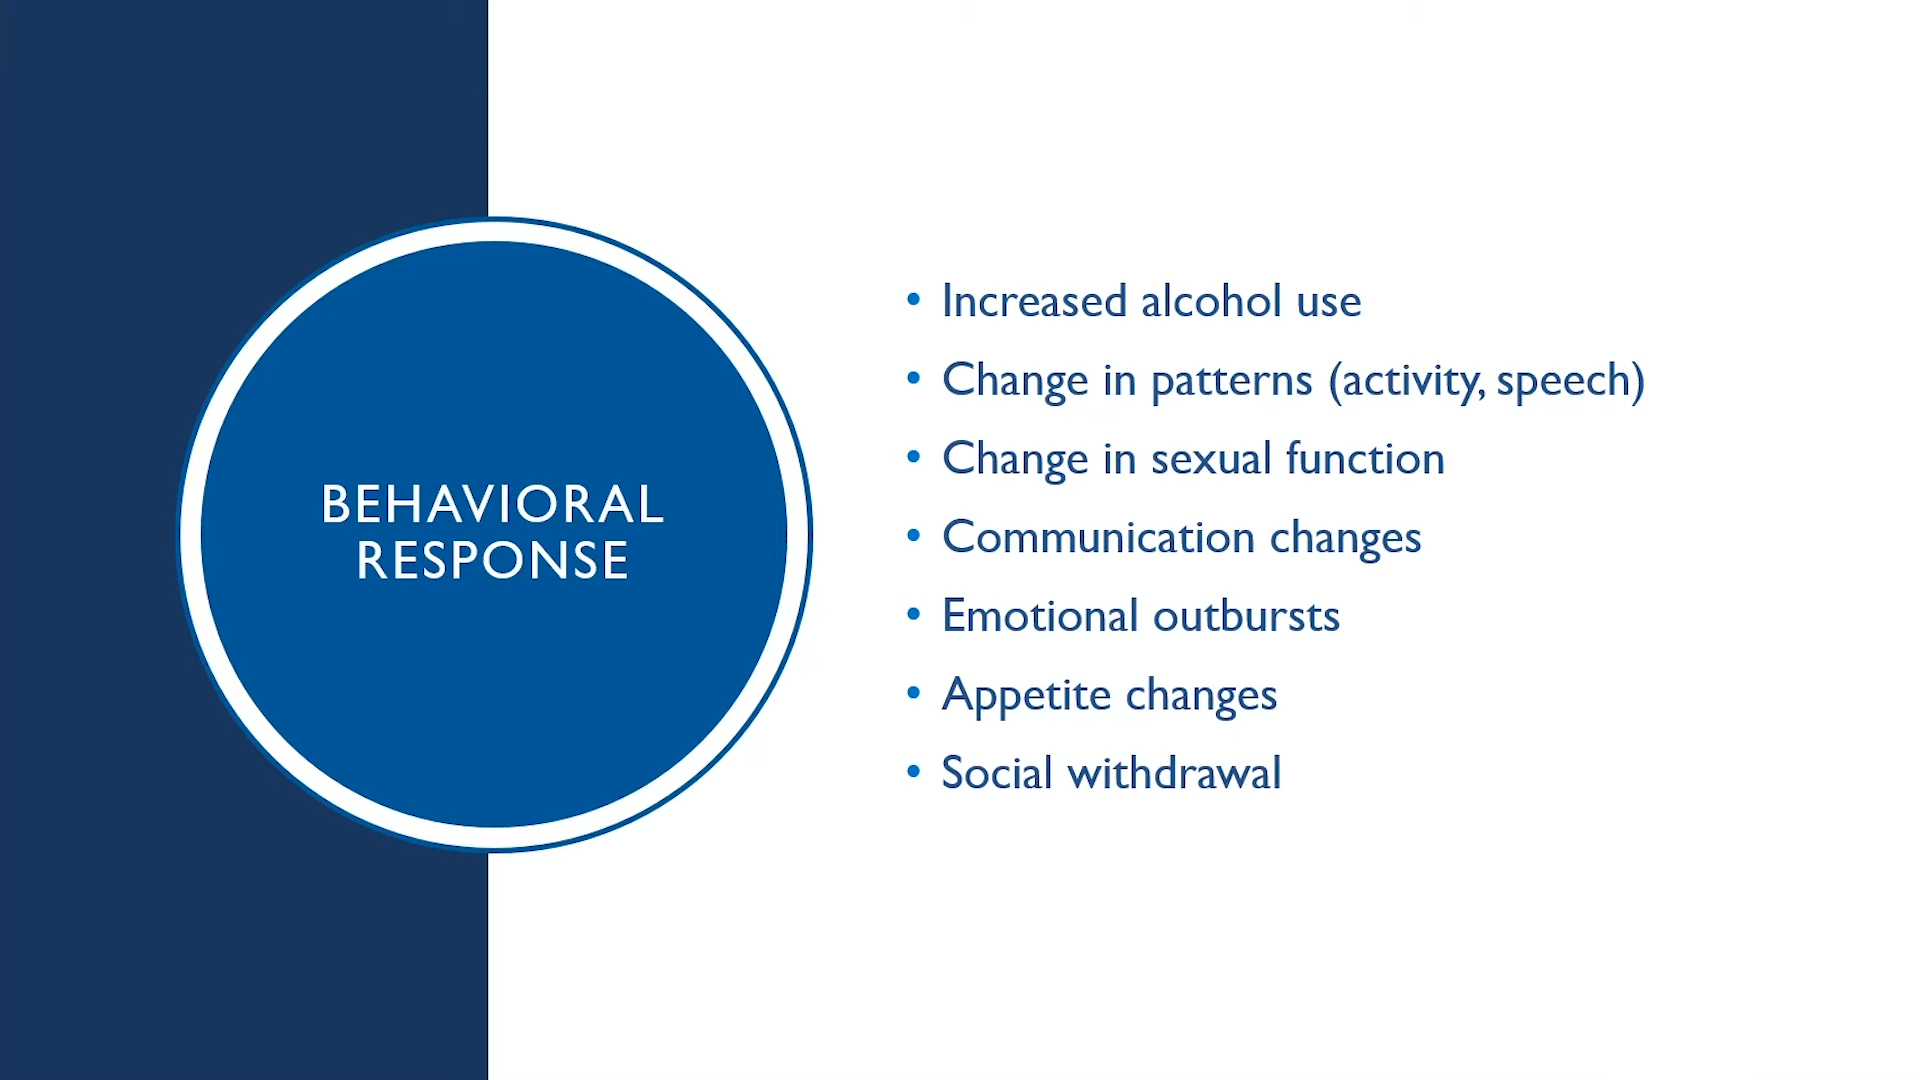 BEHAVIORAL
RESPONSE
• Increased alcohol use
• Change in patterns (activity, speech)
• Change in sexual function
• Communication changes
• Emotional outbursts
• Appetite changes
• Social withdrawal